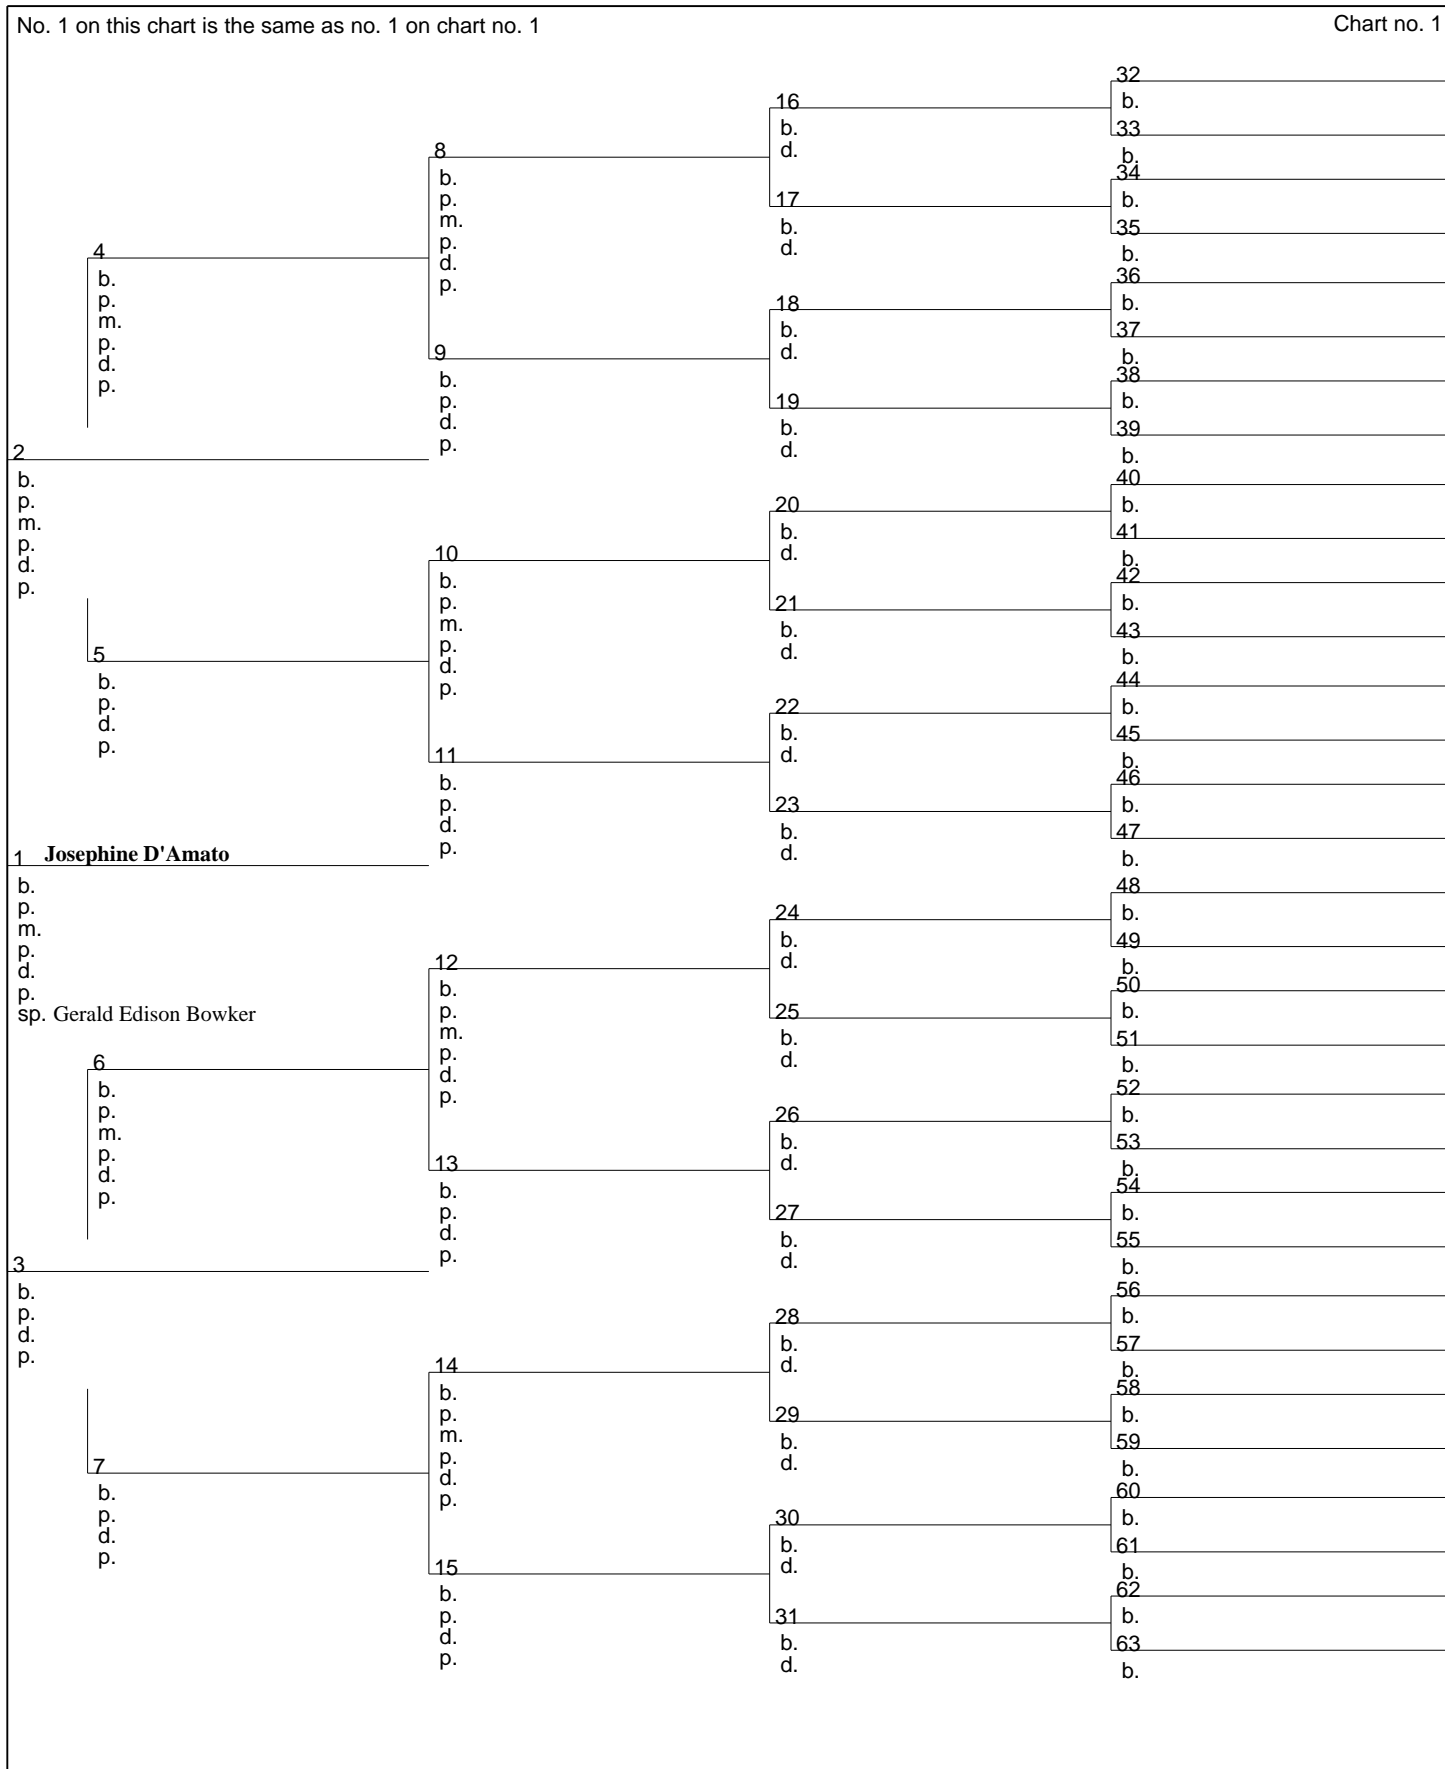 No. 1 on this chart is the same as no. 1 on chart no. 1
Chart no. 1
2
b.
p.
m.
p.
d.
p.
1 Josephine D'Amato
b.
p.
m.
p.
d.
p.
sp. Gerald Edison Bowker
3
b.
p.
d.
p.
4
b.
p.
m.
p.
d.
p.
5
b.
p.
d.
p.
6
b.
p.
m.
p.
d.
p.
7
b.
p.
d.
p.
8
b.
p.
m.
p.
d.
p.
9
b.
p.
d.
p.
10
b.
p.
m.
p.
d.
p.
11
b.
p.
d.
p.
12
b.
p.
m.
p.
d.
p.
13
b.
p.
d.
p.
14
b.
p.
m.
p.
d.
p.
15
b.
p.
d.
p.
16
b.
d.
17
b.
d.
18
b.
d.
19
b.
d.
20
b.
d.
21
b.
d.
22
b.
d.
23
b.
d.
24
b.
d.
25
b.
d.
26
b.
d.
27
b.
d.
28
b.
d.
29
b.
d.
30
b.
d.
31
b.
d.
32
b.
33
b.
34
b.
35
b.
36
b.
37
b.
38
b.
39
b.
40
b.
41
b.
42
b.
43
b.
44
b.
45
b.
46
b.
47
b.
48
b.
49
b.
50
b.
51
b.
52
b.
53
b.
54
b.
55
b.
56
b.
57
b.
58
b.
59
b.
60
b.
61
b.
62
b.
63
b.